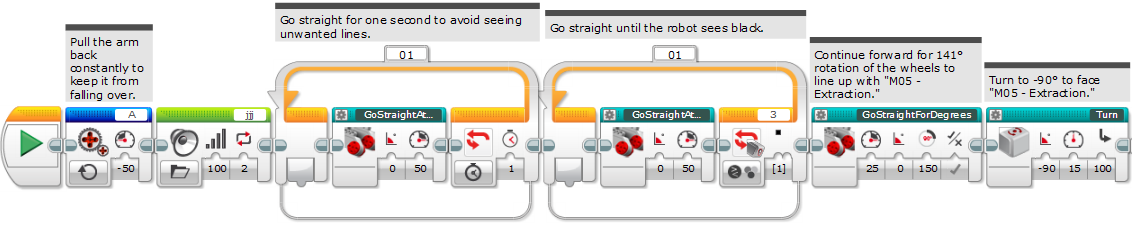 Pull the arm
back
constantly to
keep it from
falling over.
Go straight for one second to avoid seeing
unwanted lines.
Go straight until the robot sees black.
Continue forward for 141°
rotation of the wheels to
line up with "M05 -
Extraction."
Turn to -90° to face
"M05 - Extraction."
01
01
A
jjj
GoStraightAt...
GoStraightAt...
3
GoStraightForDegrees
Turn
-50
100
2
0
50
1
0
50
[1]
25
0
150
-90
15
100